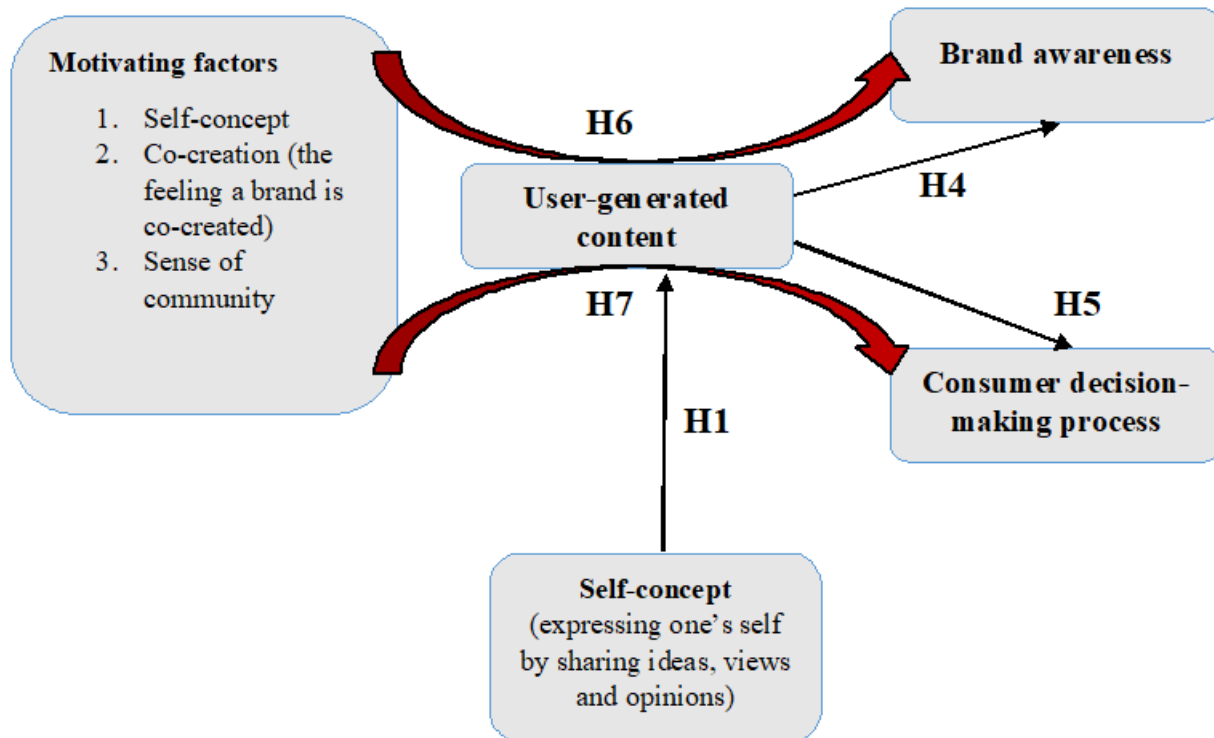 Motivating factors
1. Self-concept
2. Co-creation (the
feeling a brand is
co-created)
3. Sense of
community
H6
User-generated
content
H7
Brand awareness
H4
H5
Consumer decision-
making process
H1
Self-concept
(expressing one’s self
by sharing ideas, views
and opinions)